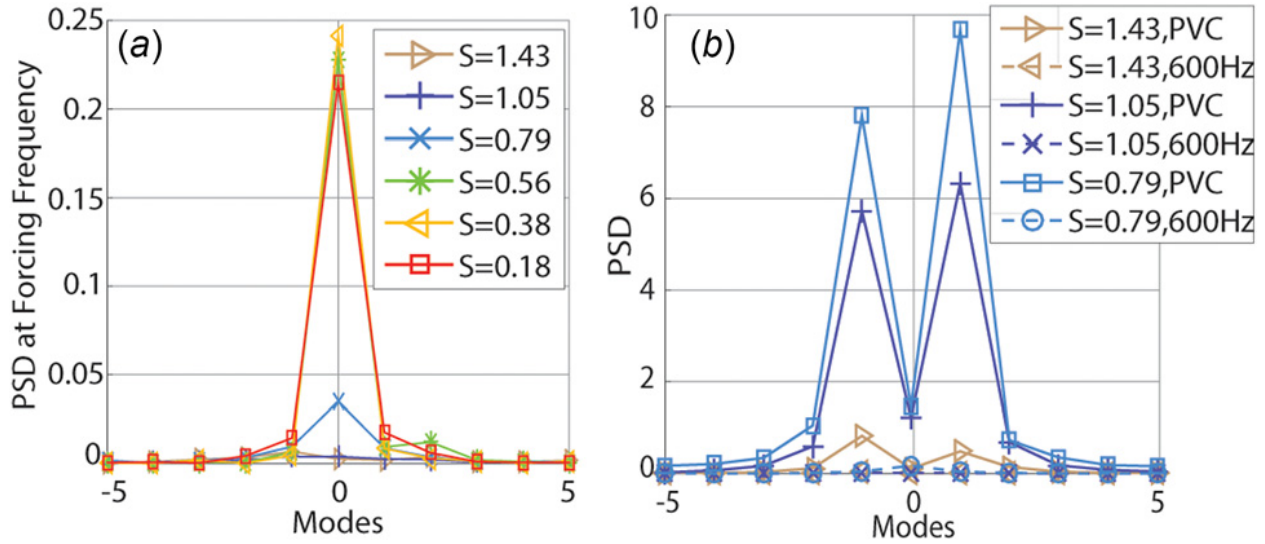 (a)
PSD at Forcing Frequency
0.25
0.2
0.15
0.1
0.05
0
-5
0
5
Modes
S=1.43
S=1.05
S=0.79
S=0.56
S=0.38
S=0.18
(b)
PSD
10
8
6
4
2
0
-5
0
5
Modes
S=1.43,PVC
S=1.43,600Hz
S=1.05,PVC
S=1.05,600Hz
S=0.79,PVC
S=0.79,600Hz